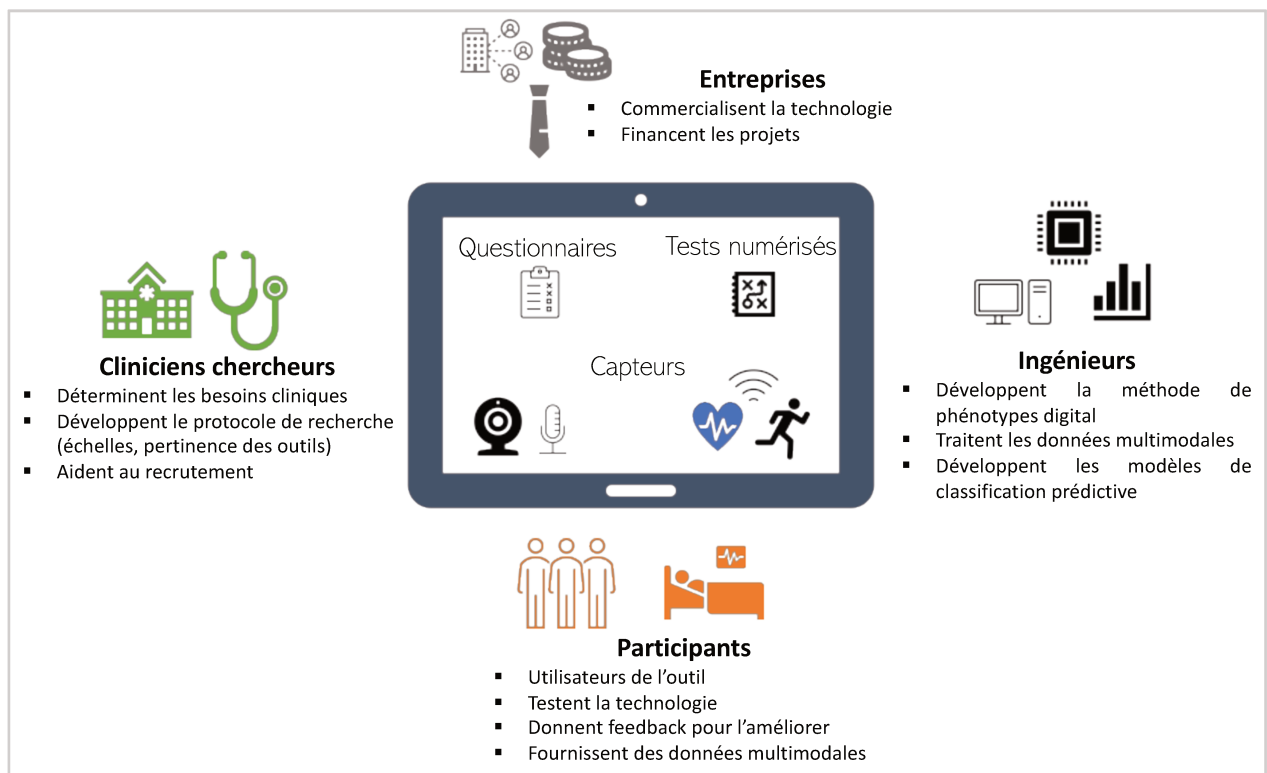 Entreprises
▪ Commercialisent la technologie
▪ Financent les projets
Questionnaires
Tests numérisés
Capteurs
Cliniciens chercheurs
▪ Déterminent les besoins cliniques
▪ Développent le protocole de recherche
(échelles, pertinence des outils)
▪ Aident au recrutement
Ingénieurs
▪ Développent la méthode de
phénotypes digital
▪ Traitent les données multimodales
▪ Développent les modèles de
classification prédictive
Participants
▪ Utilisateurs de l’outil
▪ Testent la technologie
▪ Donnent feedback pour l’améliorer
▪ Fournissent des données multimodales